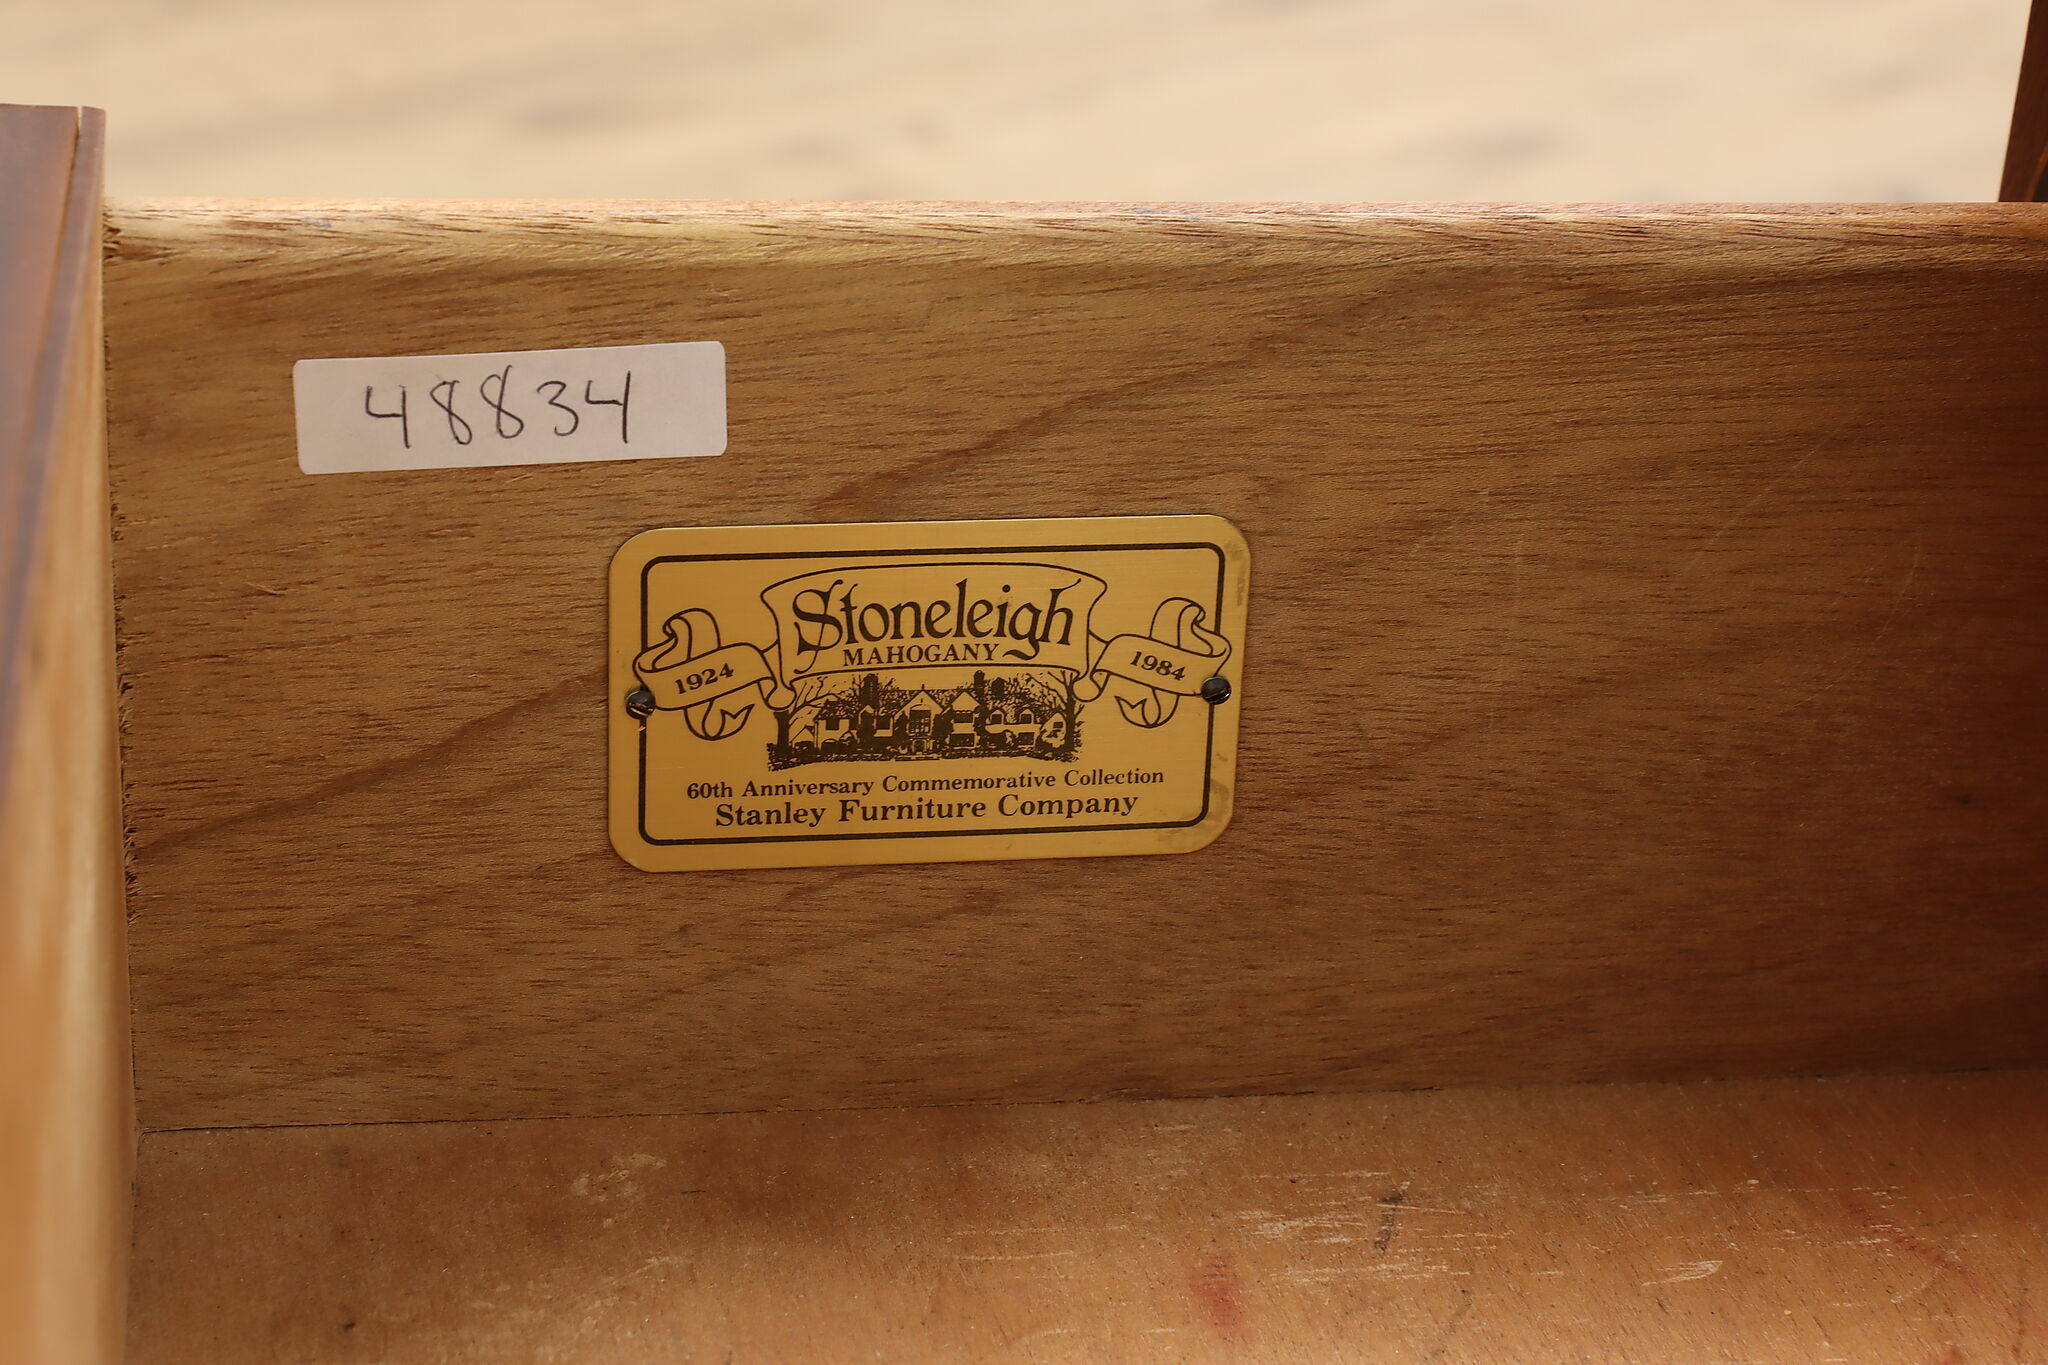 48834
Stoneleigh
MAHOGANY
1924
1984
60th Anniversary Commemorative Collection
Stanley Furniture Company